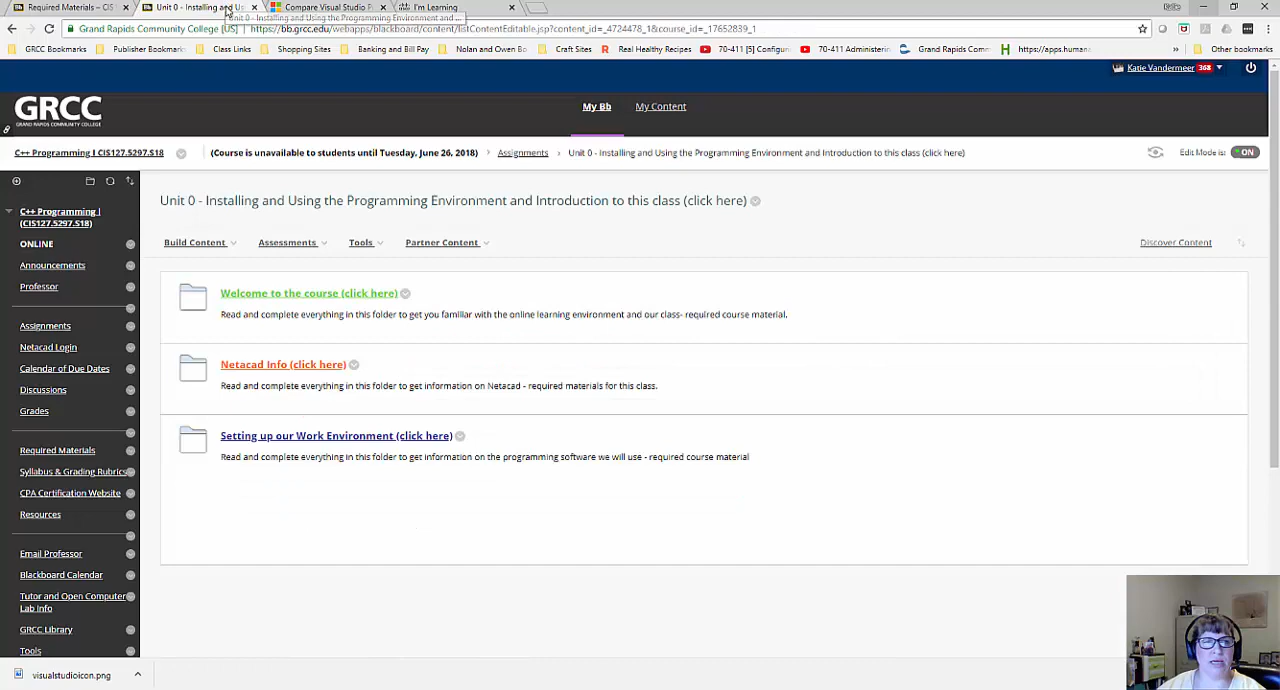 Required Materials – CIS
Unit 0 - Installing and Us
Compare Visual Studio P
I'm Learning
Unit 0 - Installing and Using the Programming Environment and ...
Grand Rapids Community College [US]
https://bb.grcc.edu/webapps/blackboard/content/listContentEditable.jsp?content_id=_4724478_1&course_id=_17652839_1
GRCC Bookmarks
Publisher Bookmark
Class Links
Shopping Sites
Banking and Bill Pay
Nolan and Owen Bo
Craft Sites
Real Healthy Recipes
70-411 [5] Configur
70-411 Administerin
Grand Rapids Comm
https://apps.human
»
Other bookmarks
Katie Vandermeer 368
GRCC
GRAND RAPIDS COMMUNITY COLLEGE
My Bb
My Content
C++ Programming I CIS127.5297.S18
(Course is unavailable to students until Tuesday, June 26, 2018)
Assignments
Unit 0 - Installing and Using the Programming Environment and Introduction to this class (click here)
Edit Mode is: ON
C++ Programming I (CIS127.5297.S18)
ONLINE
Announcements
Professor
Assignments
Netacad Login
Calendar of Due Dates
Discussions
Grades
Required Materials
Syllabus & Grading Rubrics
CPA Certification Website
Resources
Email Professor
Blackboard Calendar
Tutor and Open Computer Lab Info
GRCC Library
Tools
Unit 0 - Installing and Using the Programming Environment and Introduction to this class (click here)
Build Content
Assessments
Tools
Partner Content
Discover Content
Welcome to the course (click here)
Read and complete everything in this folder to get you familiar with the online learning environment and our class- required course material.
Netacad Info (click here)
Read and complete everything in this folder to get information on Netacad - required materials for this class.
Setting up our Work Environment (click here)
Read and complete everything in this folder to get information on the programming software we will use - required course material
visualstudioicon.png